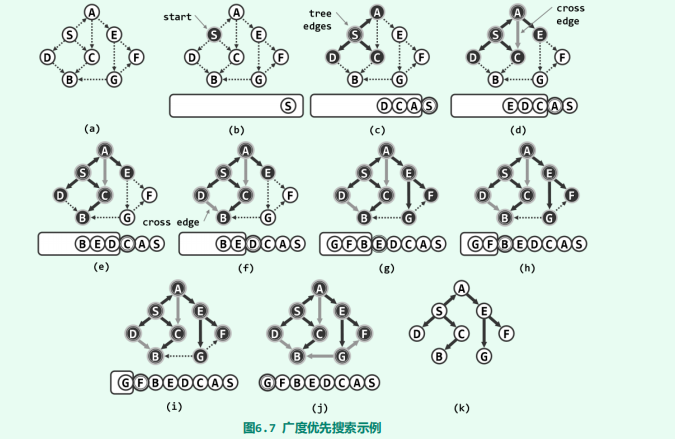 start
tree
edges
cross
edge
A
S E
D C F
B G
A
S E
D C F
B G
A
S E
D C F
B G
A
S E
D C F
B G
S
D C A S
E D C A S
(a)
(b)
(c)
(d)
A
S E
D C F
B G
cross edge
A
S E
D C F
B G
A
S E
D C F
B G
A
S E
D C F
B G
B E D C A S
B E D C A S
G F B E D C A S
G F B E D C A S
(e)
(f)
(g)
(h)
A
S E
D C F
B G
A
S E
D C F
B G
A
S E
D C F
B G
G F B E D C A S
G F B E D C A S
(i)
(j)
(k)
图6.7 广度优先搜索示例